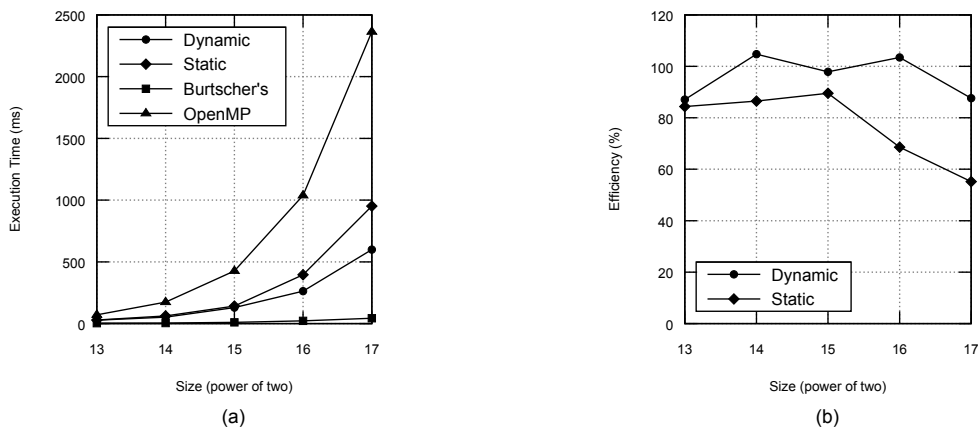 2500
2000
1500
1000
500
0
Execution Time (ms)
Dynamic
Static
Burtscher's
OpenMP
13 14 15 16 17
Size (power of two)
(a)
120
100
80
60
40
20
0
Efficiency (%)
Dynamic
Static
13 14 15 16 17
Size (power of two)
(b)